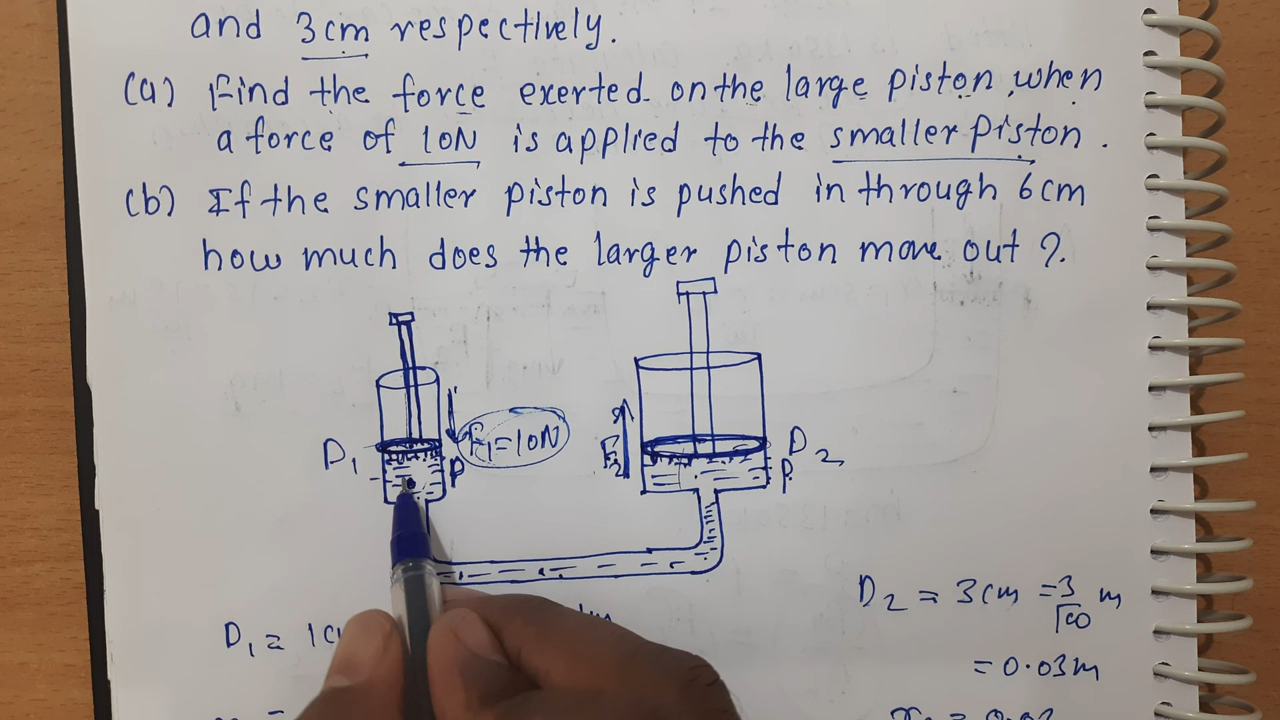 and 3cm respectively.
(a) Find the force exerted on the large piston, when
a force of 10N is applied to the smaller piston.
(b) If the smaller piston is pushed in through 6cm
how much does the larger piston move out ?.
F₁=10N
D₁
P
F₂
D₂
P
D₂ = 3cm = 3/100 m
D₁ = 1c
= 0.03m